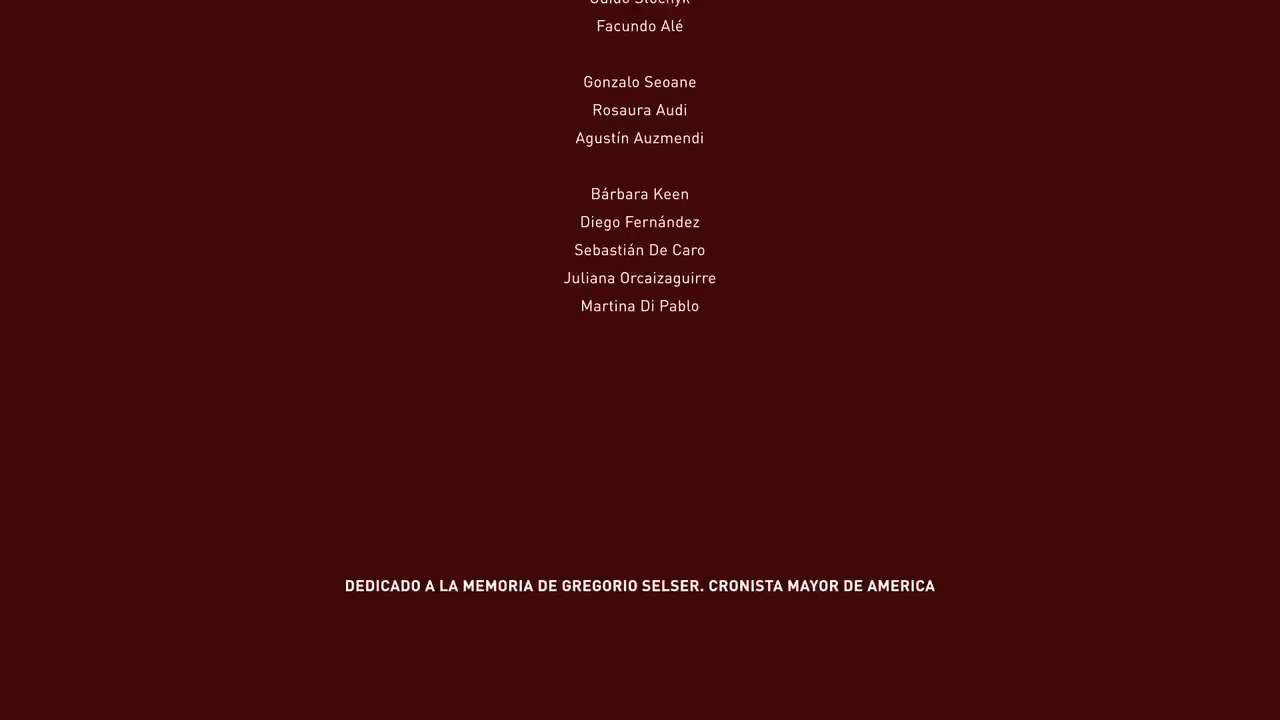 Facundo Alé
Gonzalo Seoane
Rosaura Audi
Agustín Auzmendi
Bárbara Keen
Diego Fernández
Sebastián De Caro
Juliana Orcaizaguirre
Martina Di Pablo
DEDICADO A LA MEMORIA DE GREGORIO SELSER. CRONISTA MAYOR DE AMERICA